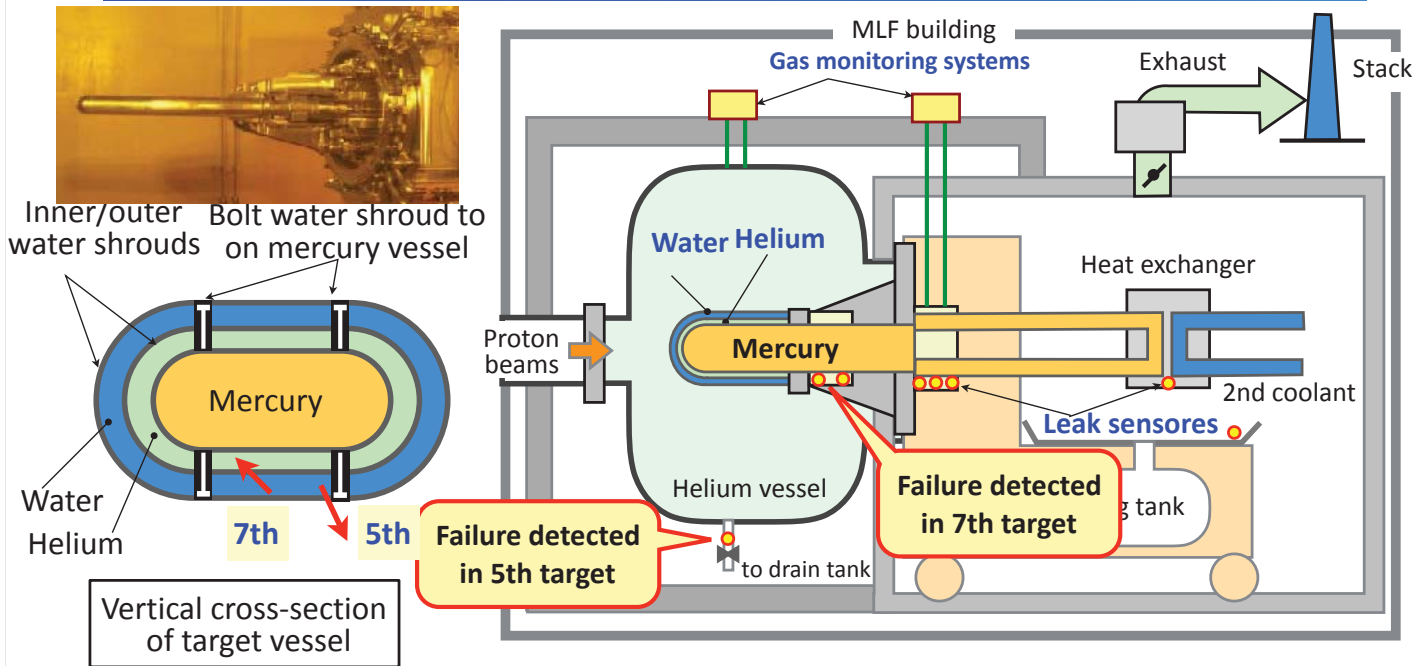 MLF building
Gas monitoring systems
Exhaust
Stack
Inner/outer
water shrouds
Bolt water shroud to
on mercury vessel
Water
Helium
Heat exchanger
Proton
beams
Mercury
Mercury
2nd coolant
Leak sensores
Water
Helium
7th
5th
Failure detected
in 5th target
Helium vessel
to drain tank
Failure detected
in 7th target
g tank
Vertical cross-section
of target vessel